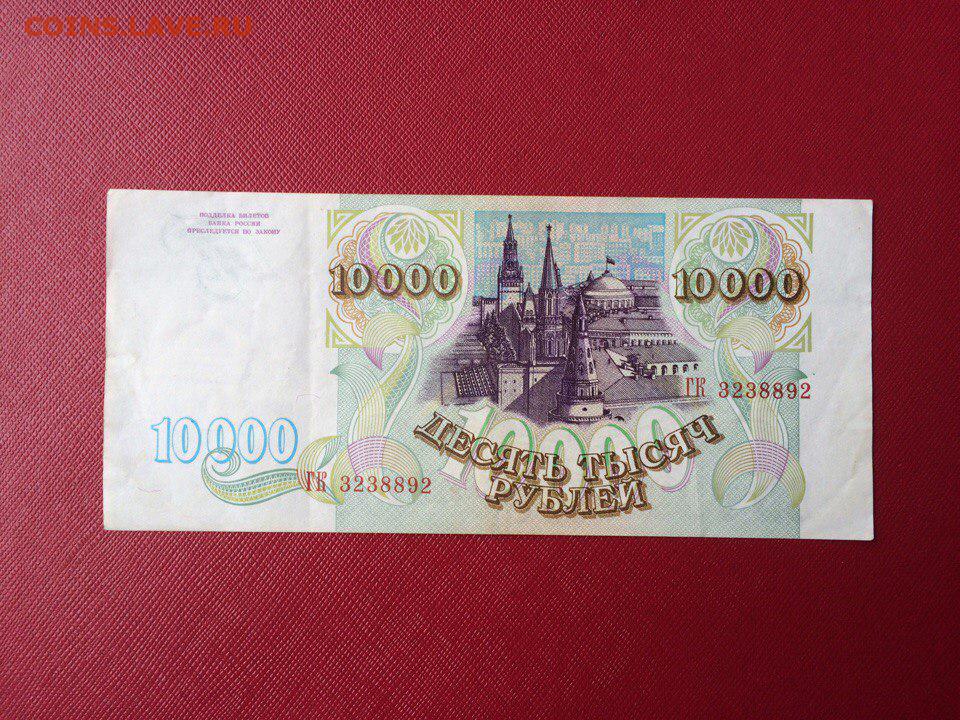 COINS.LAVE.RU
ПОДДЕЛКА БИЛЕТОВ
БАНКА РОССИИ
ПРЕСЛЕДУЕТСЯ ПО ЗАКОНУ
10000
10000
ГК 3238892
10000
ДЕСЯТЬ ТЫСЯЧ
РУБЛЕЙ
10000
ГК 3238892